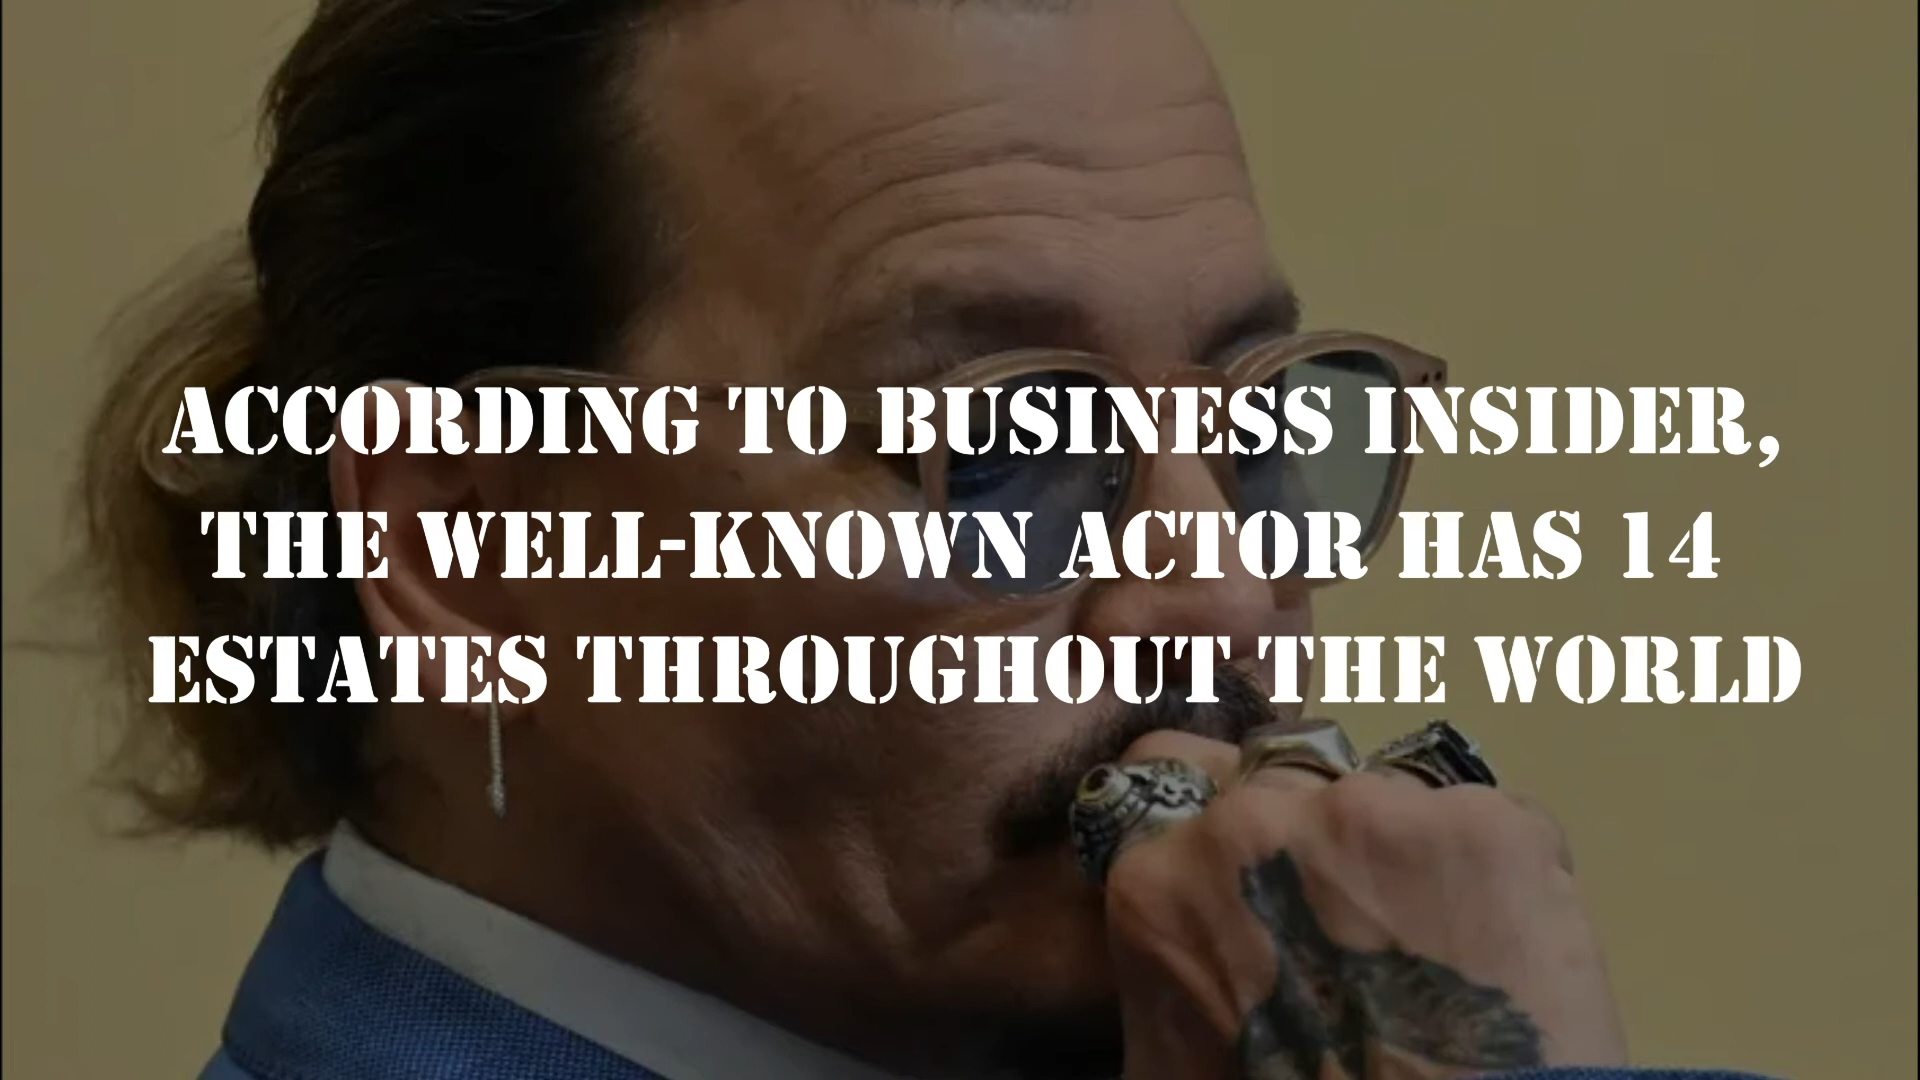 ACCORDING TO BUSINESS INSIDER,
THE WELL-KNOWN ACTOR HAS 14
ESTATES THROUGHOUT THE WORLD